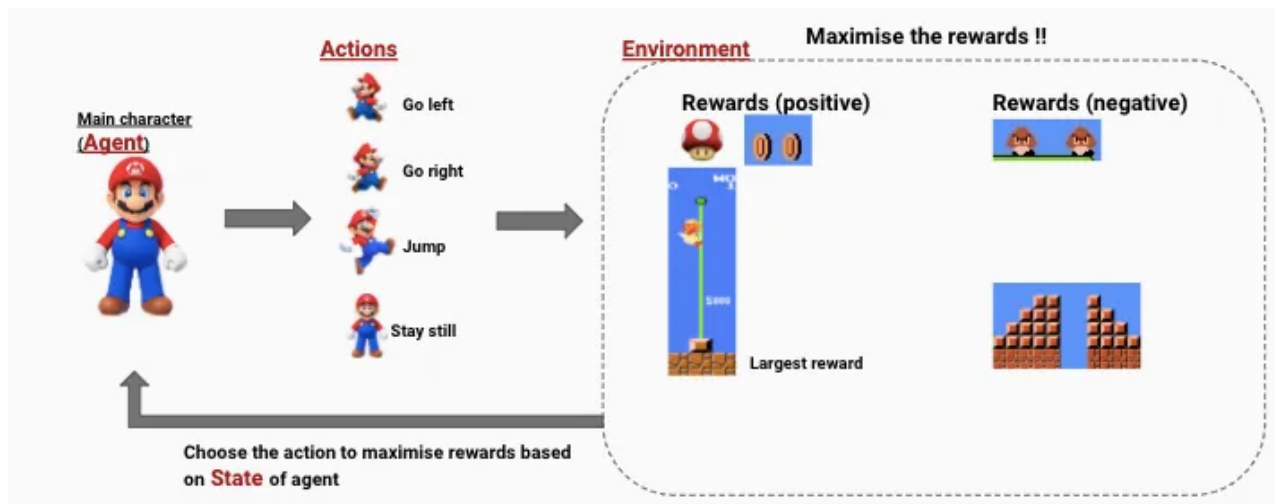 Maximise the rewards !!
Actions
Environment
Main character
(Agent)
Go left
Go right
Jump
Stay still
Rewards (positive)
Rewards (negative)
5000
Largest reward
Choose the action to maximise rewards based
on State of agent